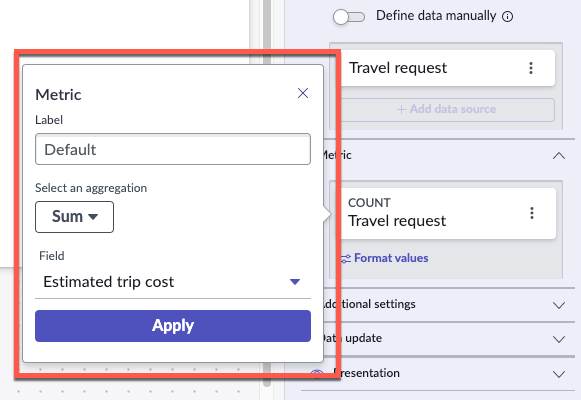 Define data manually
Travel request
+ Add data source
Metric
COUNT
Travel request
Format values
Additional settings
Data update
Presentation
Metric
Label
Default
Select an aggregation
Sum
Field
Estimated trip cost
Apply